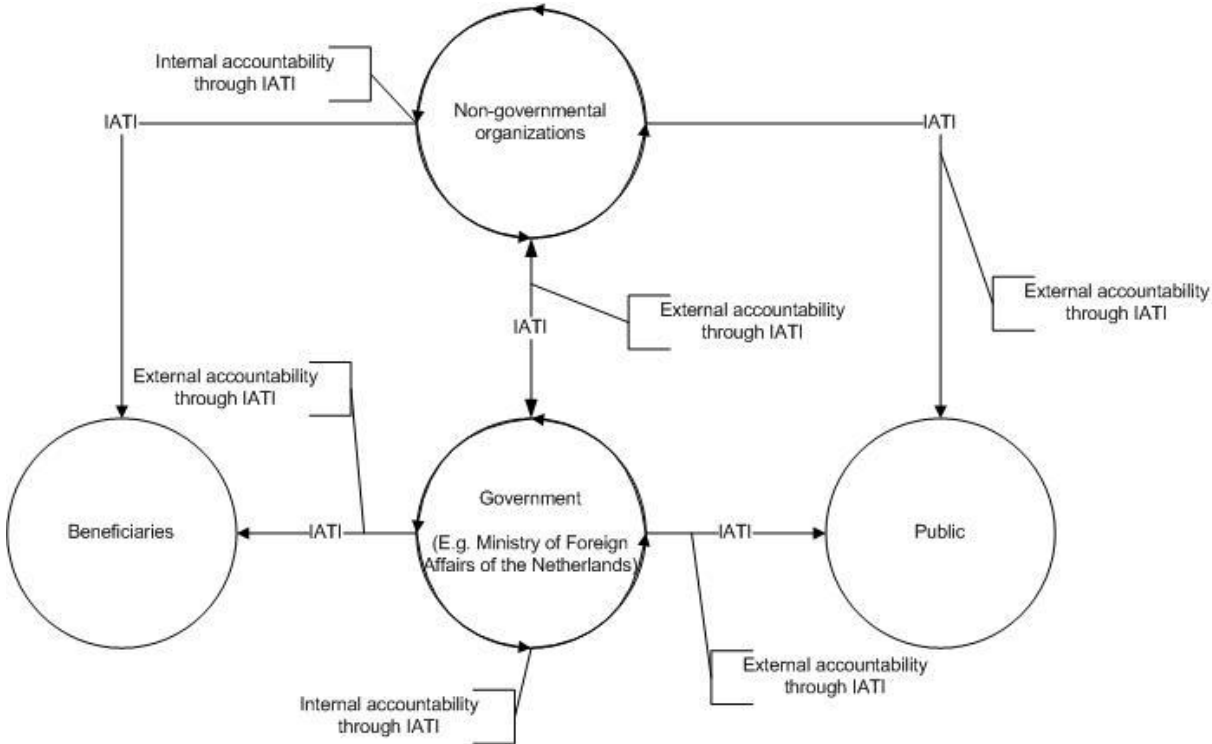 Internal accountability
through IATI
Non-governmental
organizations
IATI
IATI
External accountability
through IATI
External accountability
through IATI
IATI
External accountability
through IATI
Government
(E.g. Ministry of Foreign
Affairs of the Netherlands)
Beneficiaries
IATI
IATI
Public
External accountability
through IATI
Internal accountability
through IATI